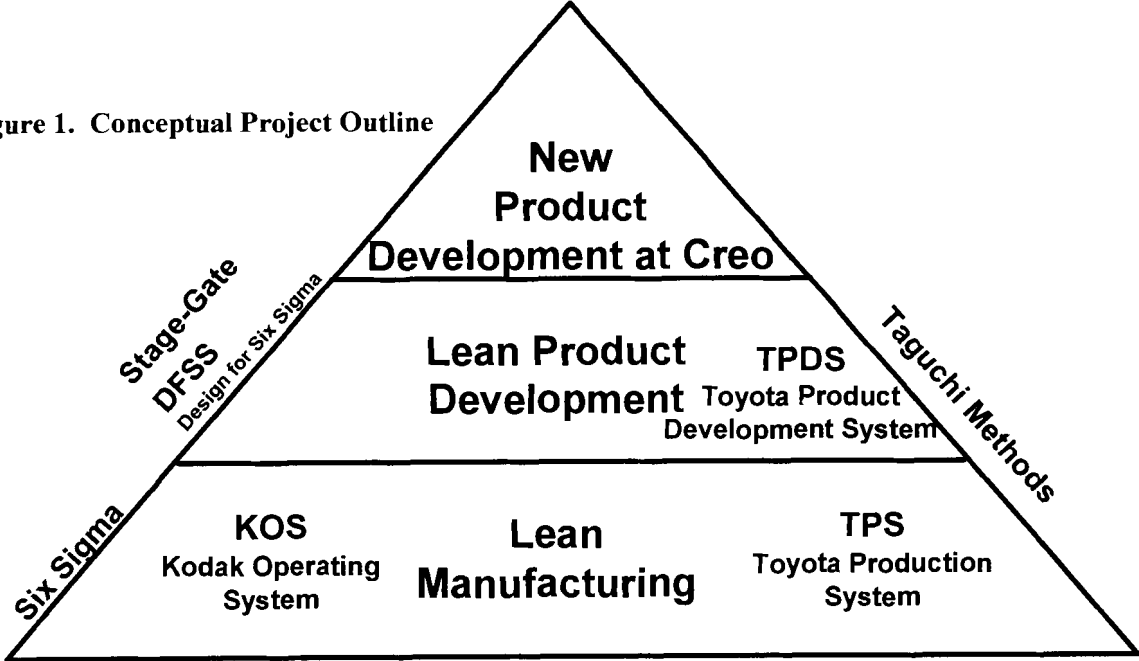 gure 1. Conceptual Project Outline
New
Product
Development at Creo
Stage-Gate
DFSS
Design for Six Sigma
Lean Product
Development
TPDS
Toyota Product
Development System
Taguchi Methods
Six Sigma
KOS
Kodak Operating
System
Lean
Manufacturing
TPS
Toyota Production
System